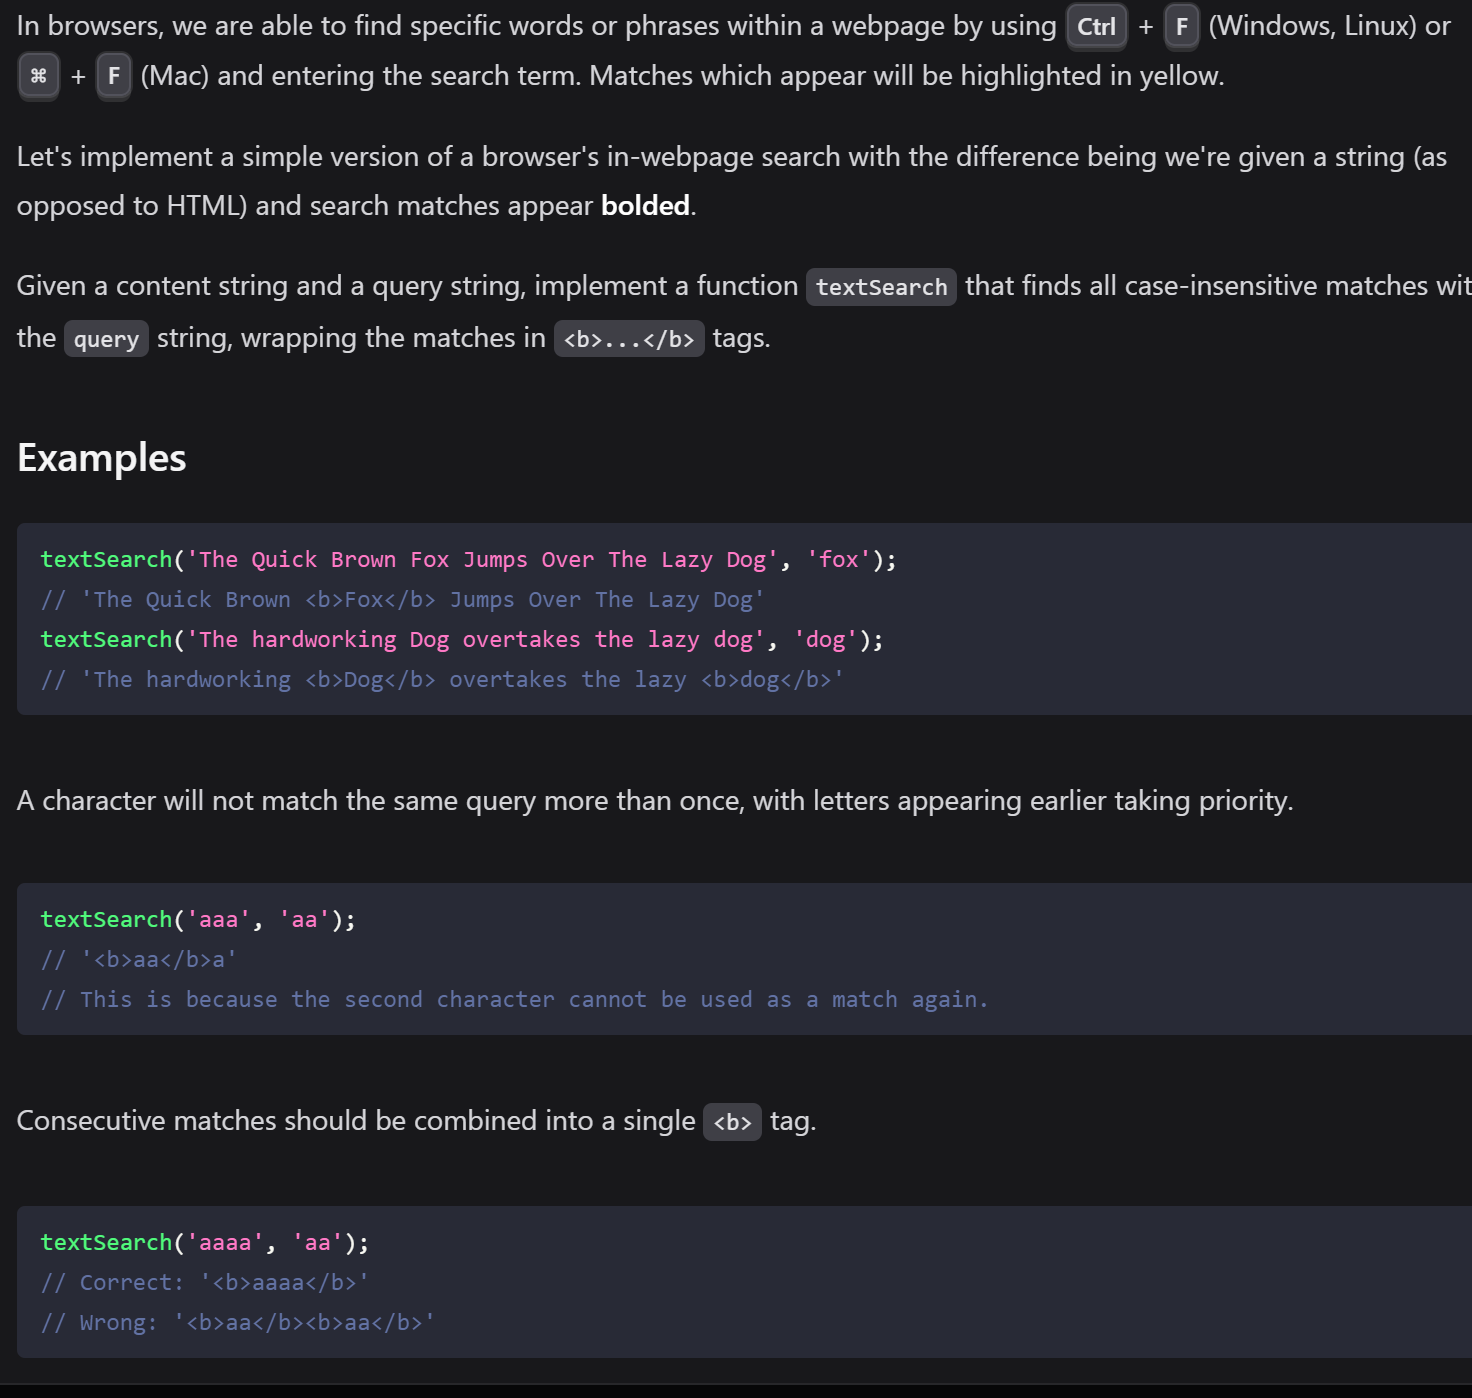 In browsers, we are able to find specific words or phrases within a webpage by using Ctrl + F (Windows, Linux) or
⌘ + F (Mac) and entering the search term. Matches which appear will be highlighted in yellow.
Let's implement a simple version of a browser's in-webpage search with the difference being we're given a string (as
opposed to HTML) and search matches appear bolded.
Given a content string and a query string, implement a function textSearch that finds all case-insensitive matches wit
the query string, wrapping the matches in <b>...</b> tags.
Examples
textSearch('The Quick Brown Fox Jumps Over The Lazy Dog', 'fox');
// 'The Quick Brown <b>Fox</b> Jumps Over The Lazy Dog'
textSearch('The hardworking Dog overtakes the lazy dog', 'dog');
// 'The hardworking <b>Dog</b> overtakes the lazy <b>dog</b>'
A character will not match the same query more than once, with letters appearing earlier taking priority.
textSearch('aaa', 'aa');
// '<b>aa</b>a'
// This is because the second character cannot be used as a match again.
Consecutive matches should be combined into a single <b> tag.
textSearch('aaaa', 'aa');
// Correct: '<b>aaaa</b>'
// Wrong: '<b>aa</b><b>aa</b>'